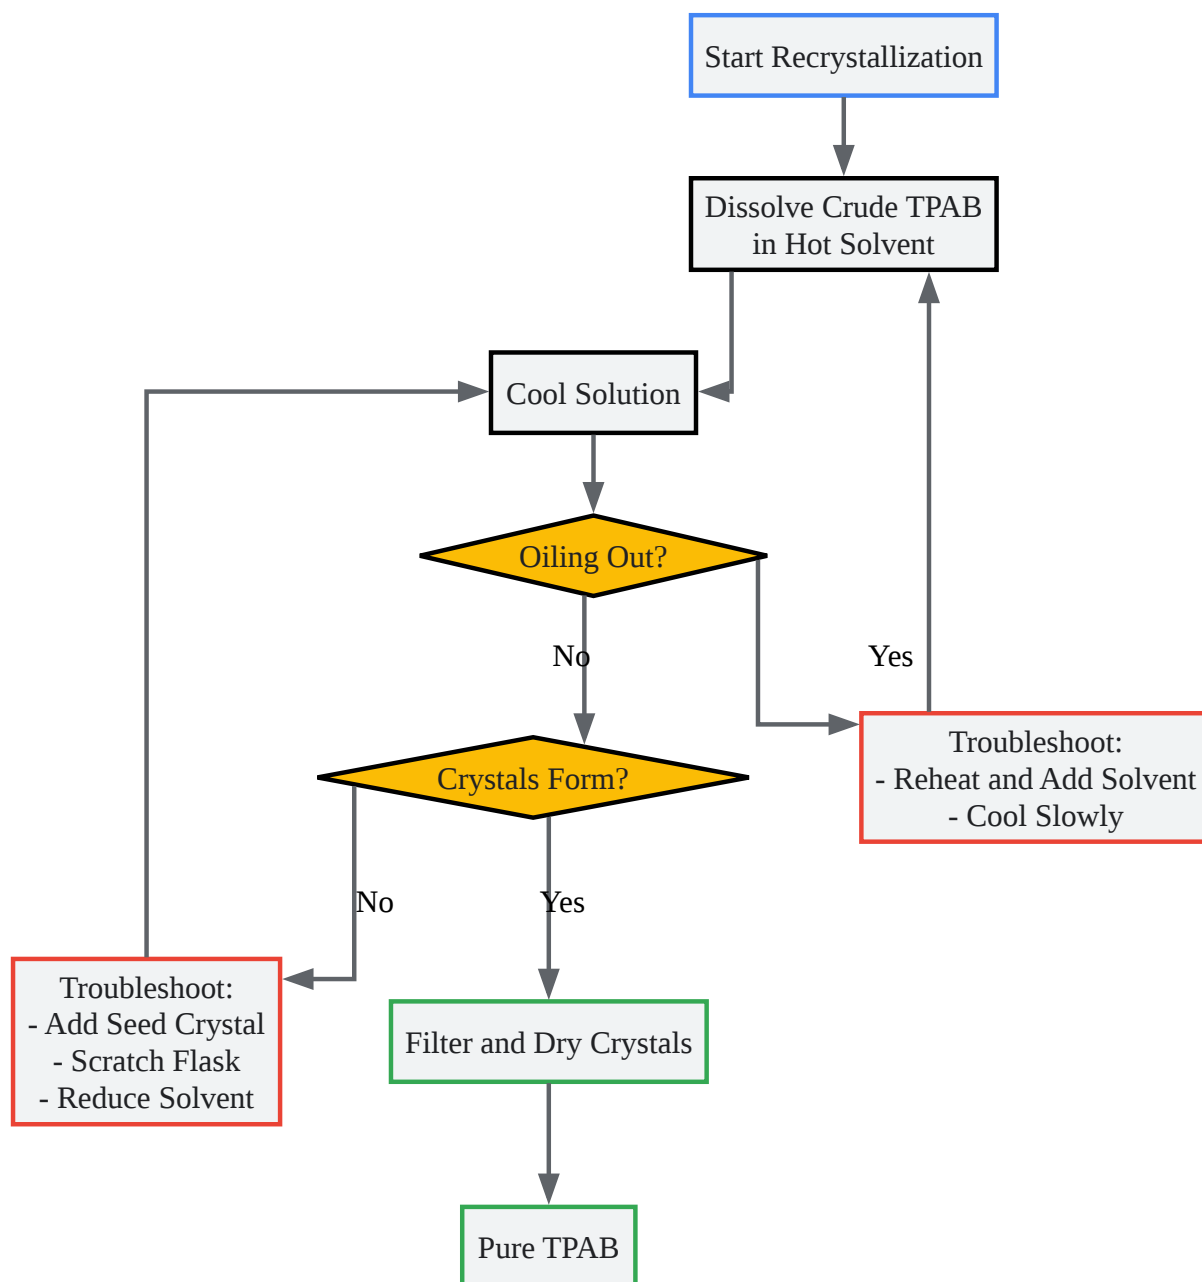 Start Recrystallization
Dissolve Crude TPAB
in Hot Solvent
Cool Solution
Oiling Out?
No
Yes
Troubleshoot:
- Reheat and Add Solvent
- Cool Slowly
Crystals Form?
No
Yes
Troubleshoot:
- Add Seed Crystal
- Scratch Flask
- Reduce Solvent
Filter and Dry Crystals
Pure TPAB